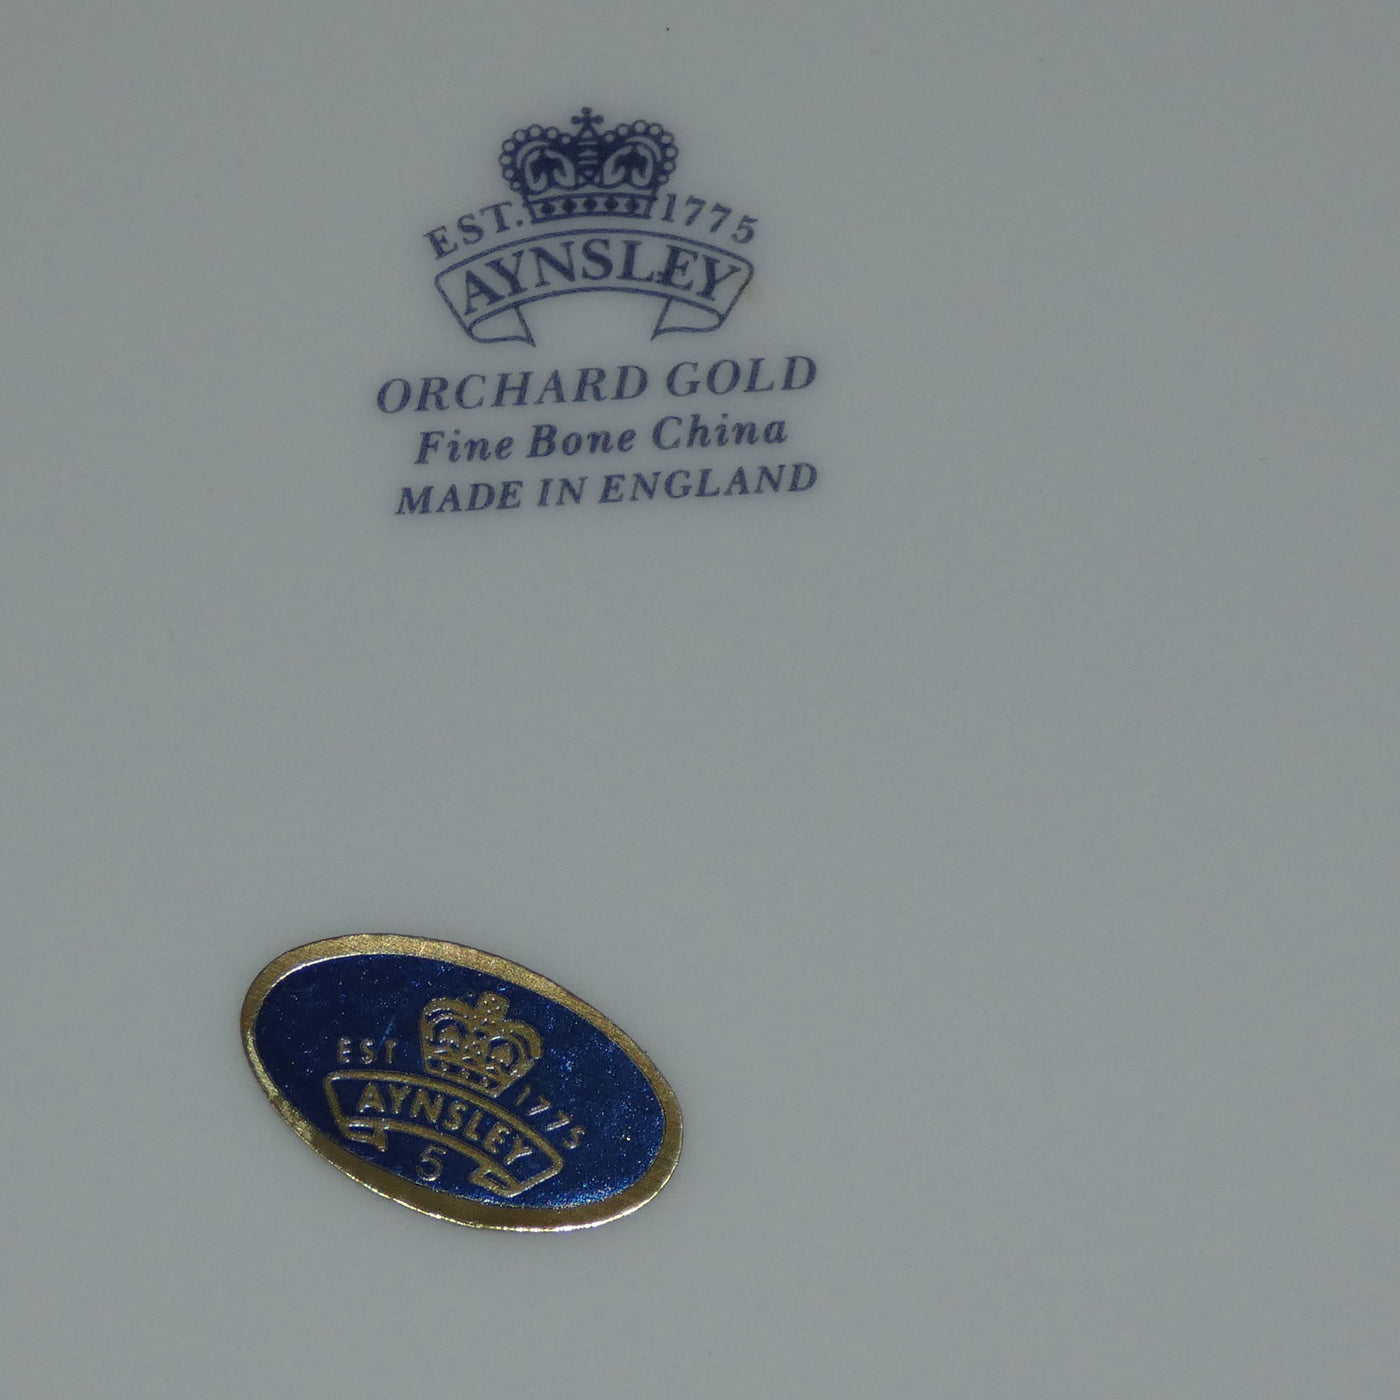 EST. 1775
AYNSLEY
ORCHARD GOLD
Fine Bone China
MADE IN ENGLAND
EST 1775
AYNSLEY
5